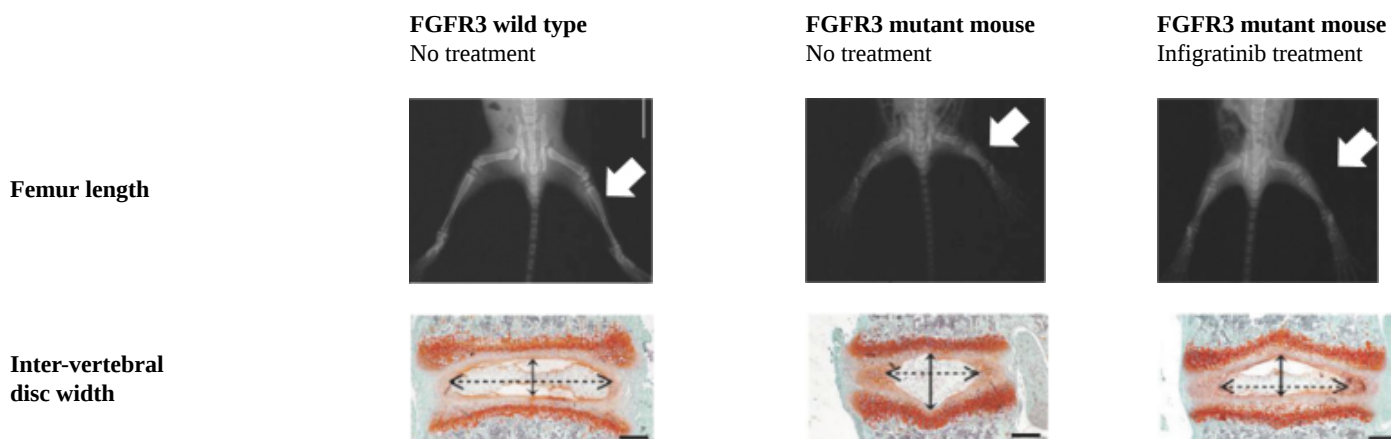 FGFR3 wild type
No treatment
FGFR3 mutant mouse
No treatment
FGFR3 mutant mouse
Infigratinib treatment
Femur length
Inter-vertebral
disc width